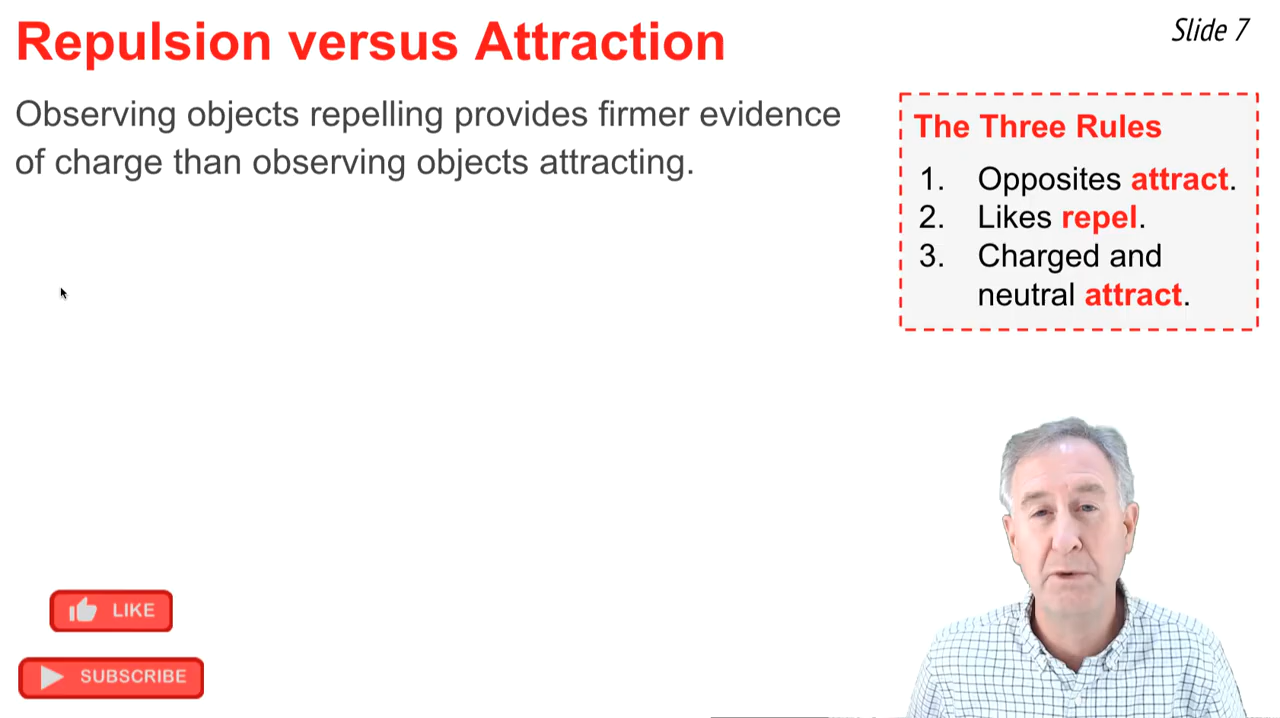 Repulsion versus Attraction
Slide 7
Observing objects repelling provides firmer evidence
of charge than observing objects attracting.
The Three Rules
1. Opposites attract.
2. Likes repel.
3. Charged and
neutral attract.
LIKE
SUBSCRIBE